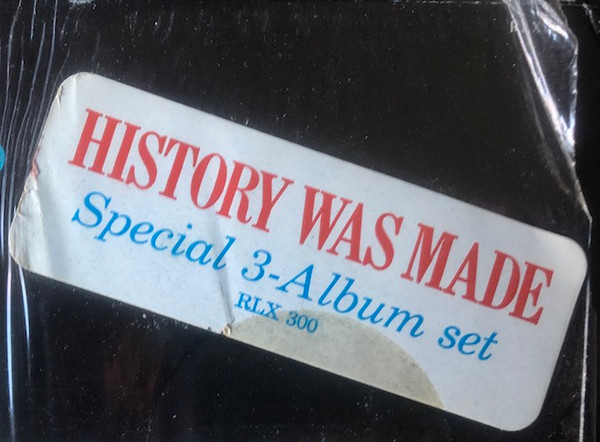 HISTORY WAS MADE
Special 3-Album set
RLX 300